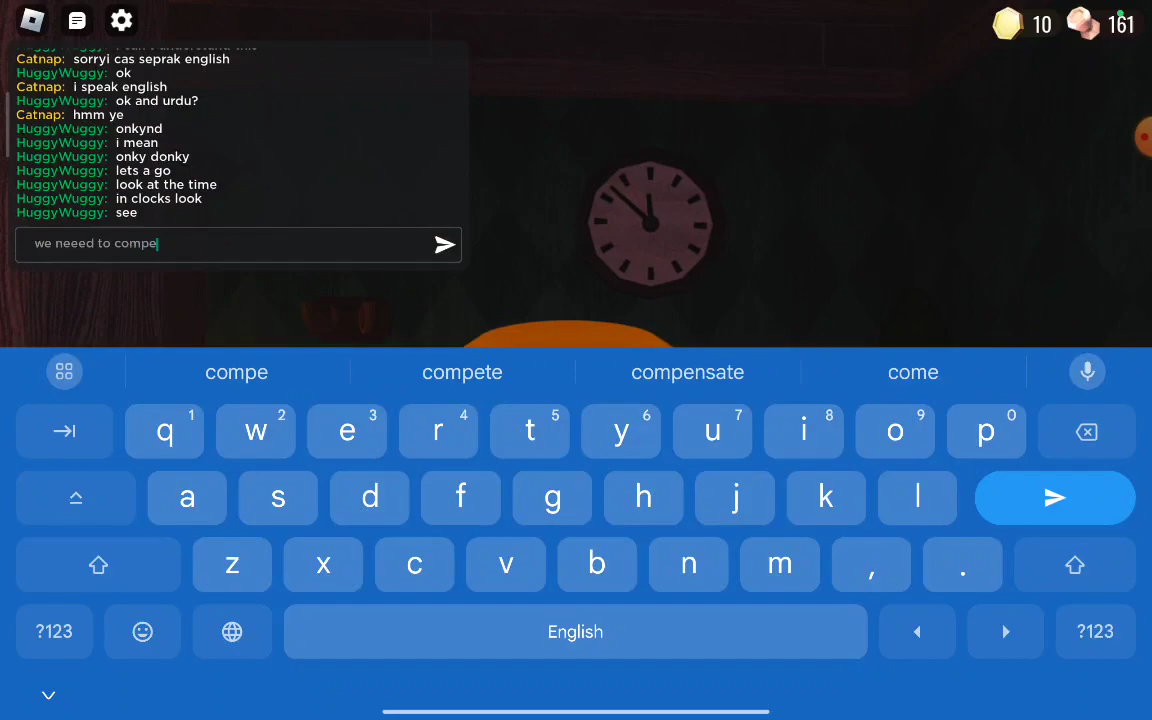 10
161
Catnap: sorryi cas seprak english
HuggyWuggy: ok
Catnap: i speak english
HuggyWuggy: ok and urdu?
Catnap: hmm ye
HuggyWuggy: onkynd
HuggyWuggy: i mean
HuggyWuggy: onky donky
HuggyWuggy: lets a go
HuggyWuggy: look at the time
HuggyWuggy: in clocks look
HuggyWuggy: see
we neeed to compe
compe compete compensate come
q 1 w 2 e 3 r 4 t 5 y 6 u 7 i 8 o 9 p 0
a s d f g h j k l
z x c v b n m , .
?123 English ?123